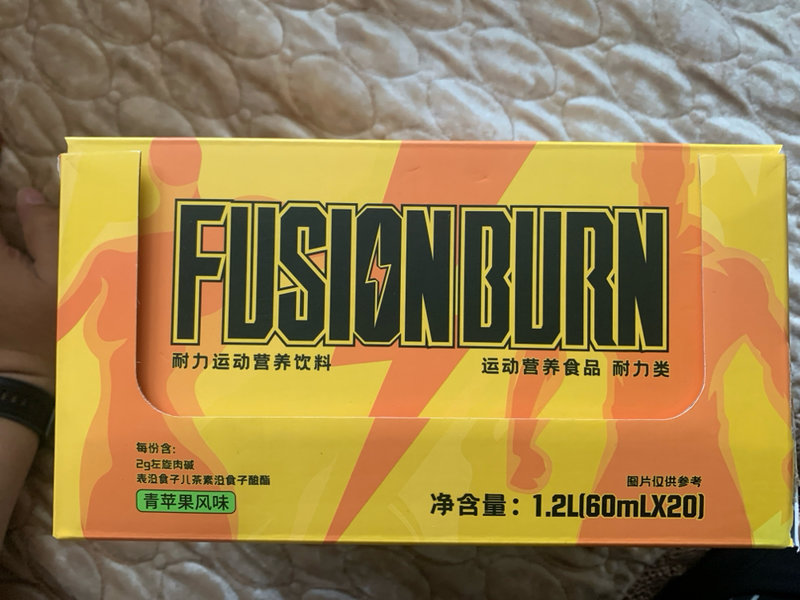 FUSION BURN
耐力运动营养饮料
运动营养食品 耐力类
每份含:
2g左旋肉碱
表没食子儿茶素没食子酸酯
青苹果风味
图片仅供参考
净含量:1.2L(60mLX20)